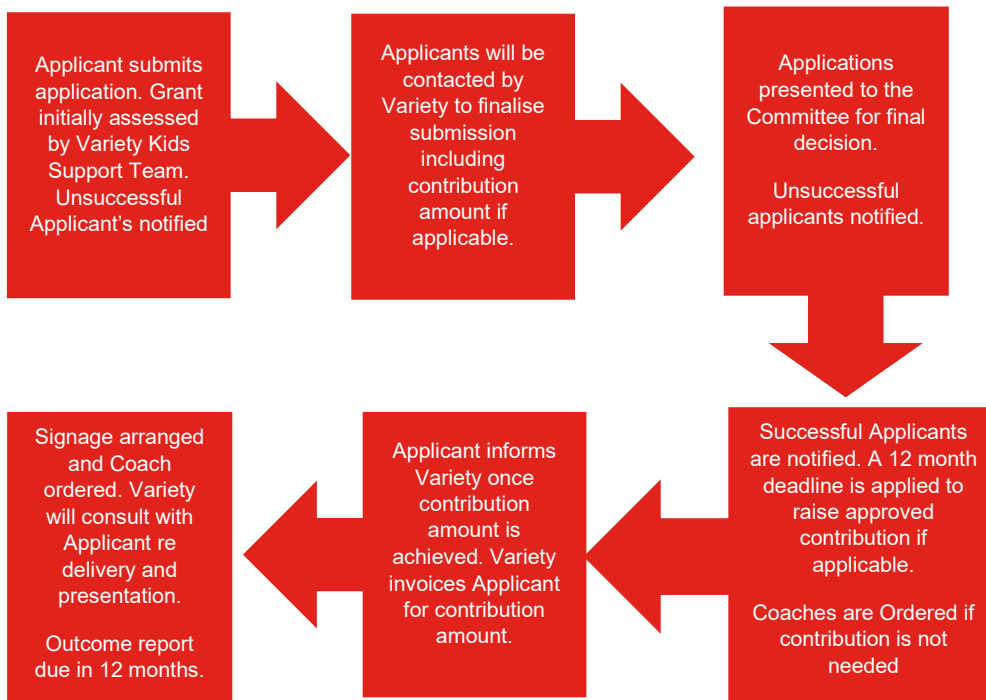 Applicant submits
application. Grant
initially assessed
by Variety Kids
Support Team.
Unsuccessful
Applicant’s notified
Applicants will be
contacted by
Variety to finalise
submission
including
contribution
amount if
applicable.
Applications
presented to the
Committee for final
decision.
Unsuccessful
applicants notified.
Successful Applicants
are notified. A 12 month
deadline is applied to
raise approved
contribution if
applicable.
Coaches are Ordered if
contribution is not
needed
Applicant informs
Variety once
contribution
amount is
achieved. Variety
invoices Applicant
for contribution
amount.
Signage arranged
and Coach
ordered. Variety
will consult with
Applicant re
delivery and
presentation.
Outcome report
due in 12 months.